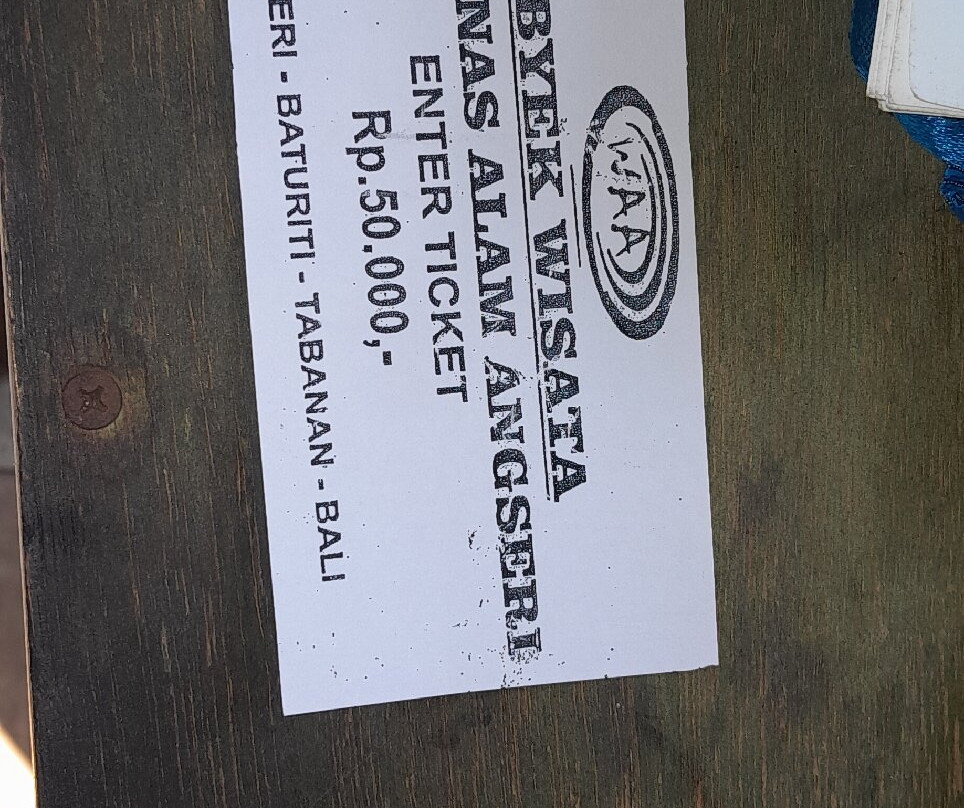 WAA
BYEK WISATA
NAS ALAM ANGSERI
ENTER TICKET
Rp.50.000,-
ERI - BATURITI - TABANAN - BALI